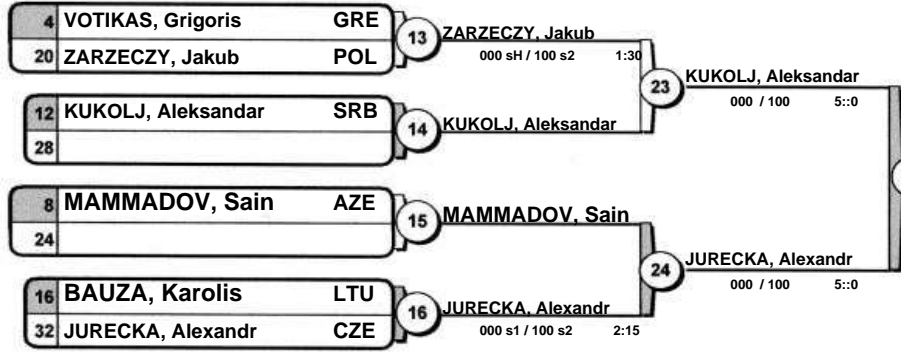 4 VOTIKAS, Grigoris GRE
20 ZARZECZY, Jakub POL
13 ZARZECZY, Jakub
000 sH / 100 s2 1:30
12 KUKOLJ, Aleksandar SRB
28
14 KUKOLJ, Aleksandar
23 KUKOLJ, Aleksandar
000 / 100 5::0
8 MAMMADOV, Sain AZE
24
15 MAMMADOV, Sain
16 BAUZA, Karolis LTU
32 JURECKA, Alexandr CZE
16 JURECKA, Alexandr
000 s1 / 100 s2 2:15
24 JURECKA, Alexandr
000 / 100 5::0